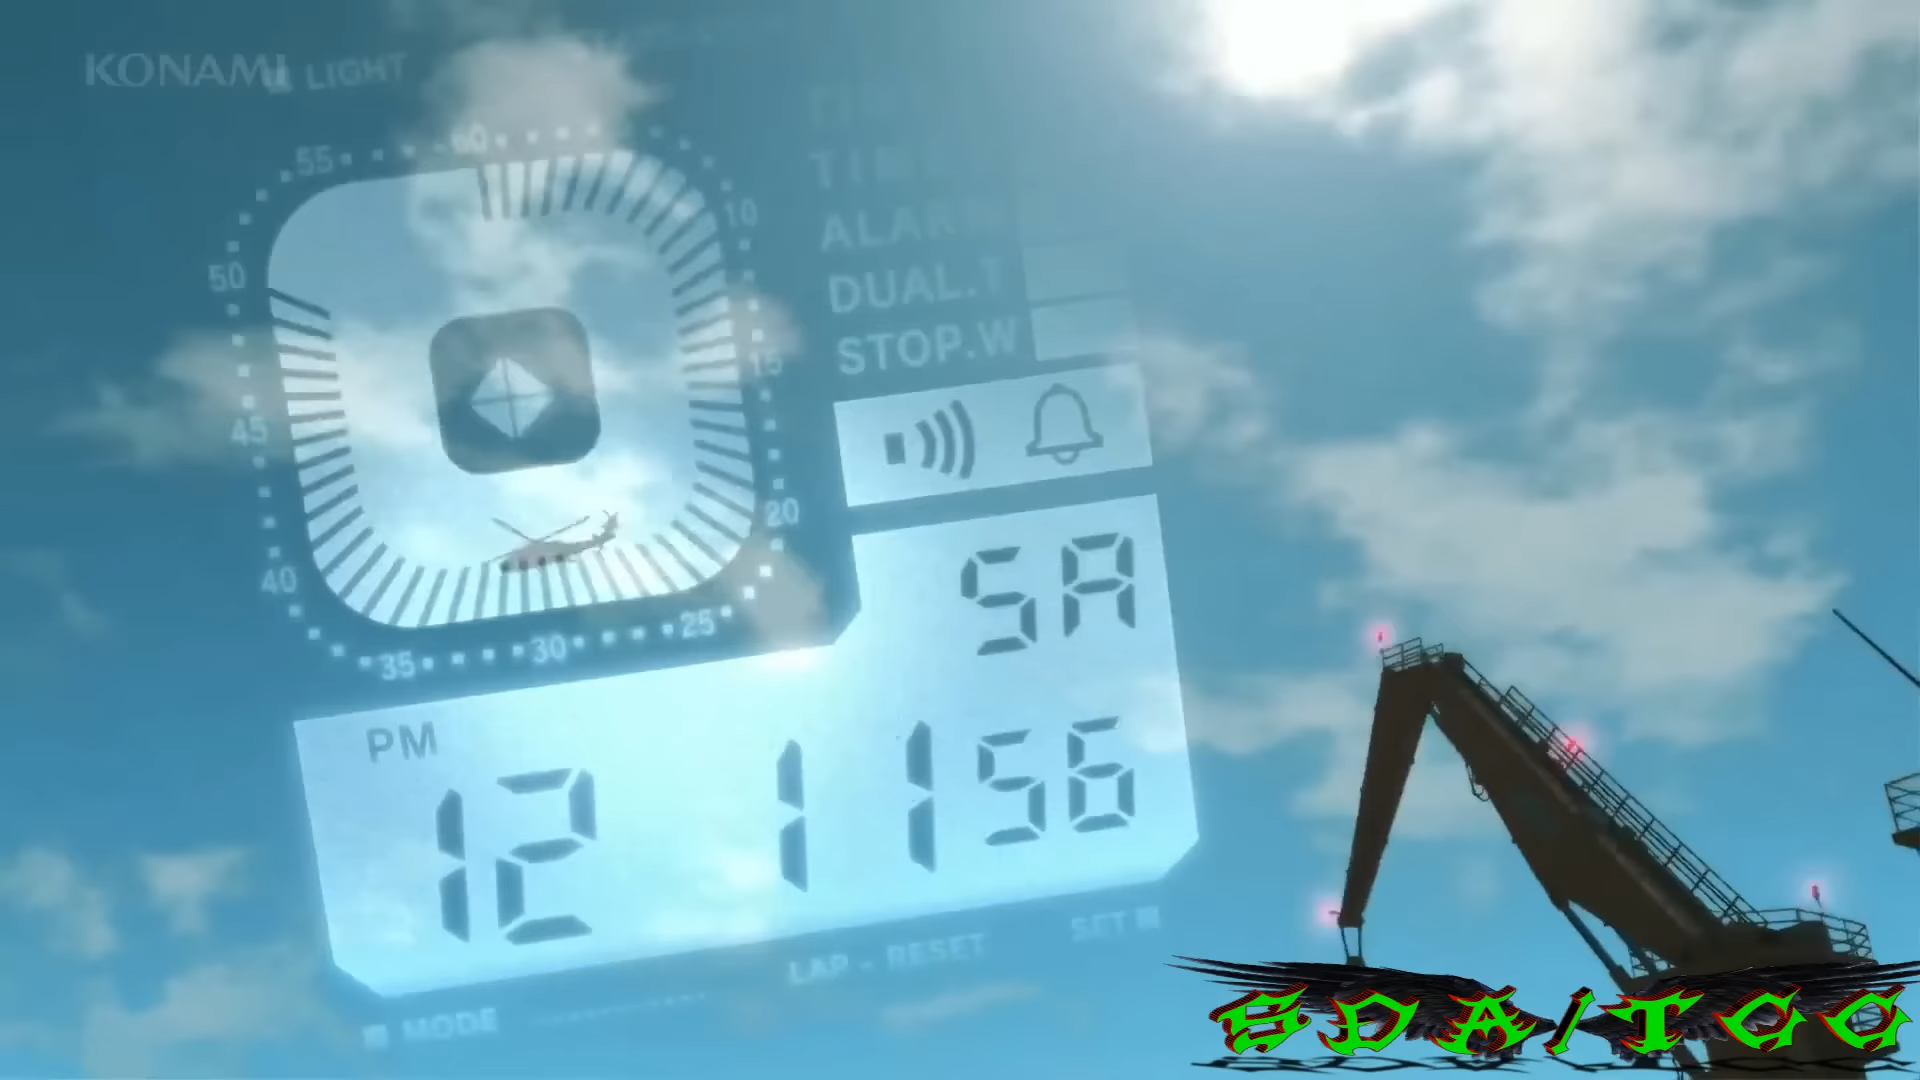 KONAMI
LIGHT
60
55
10
50
15
45
20
40
25
30
35
ALARM
DUAL.T
STOP.W
SA
PM
12 11 56
SET
LAP - RESET
MODE
SDA/TCC